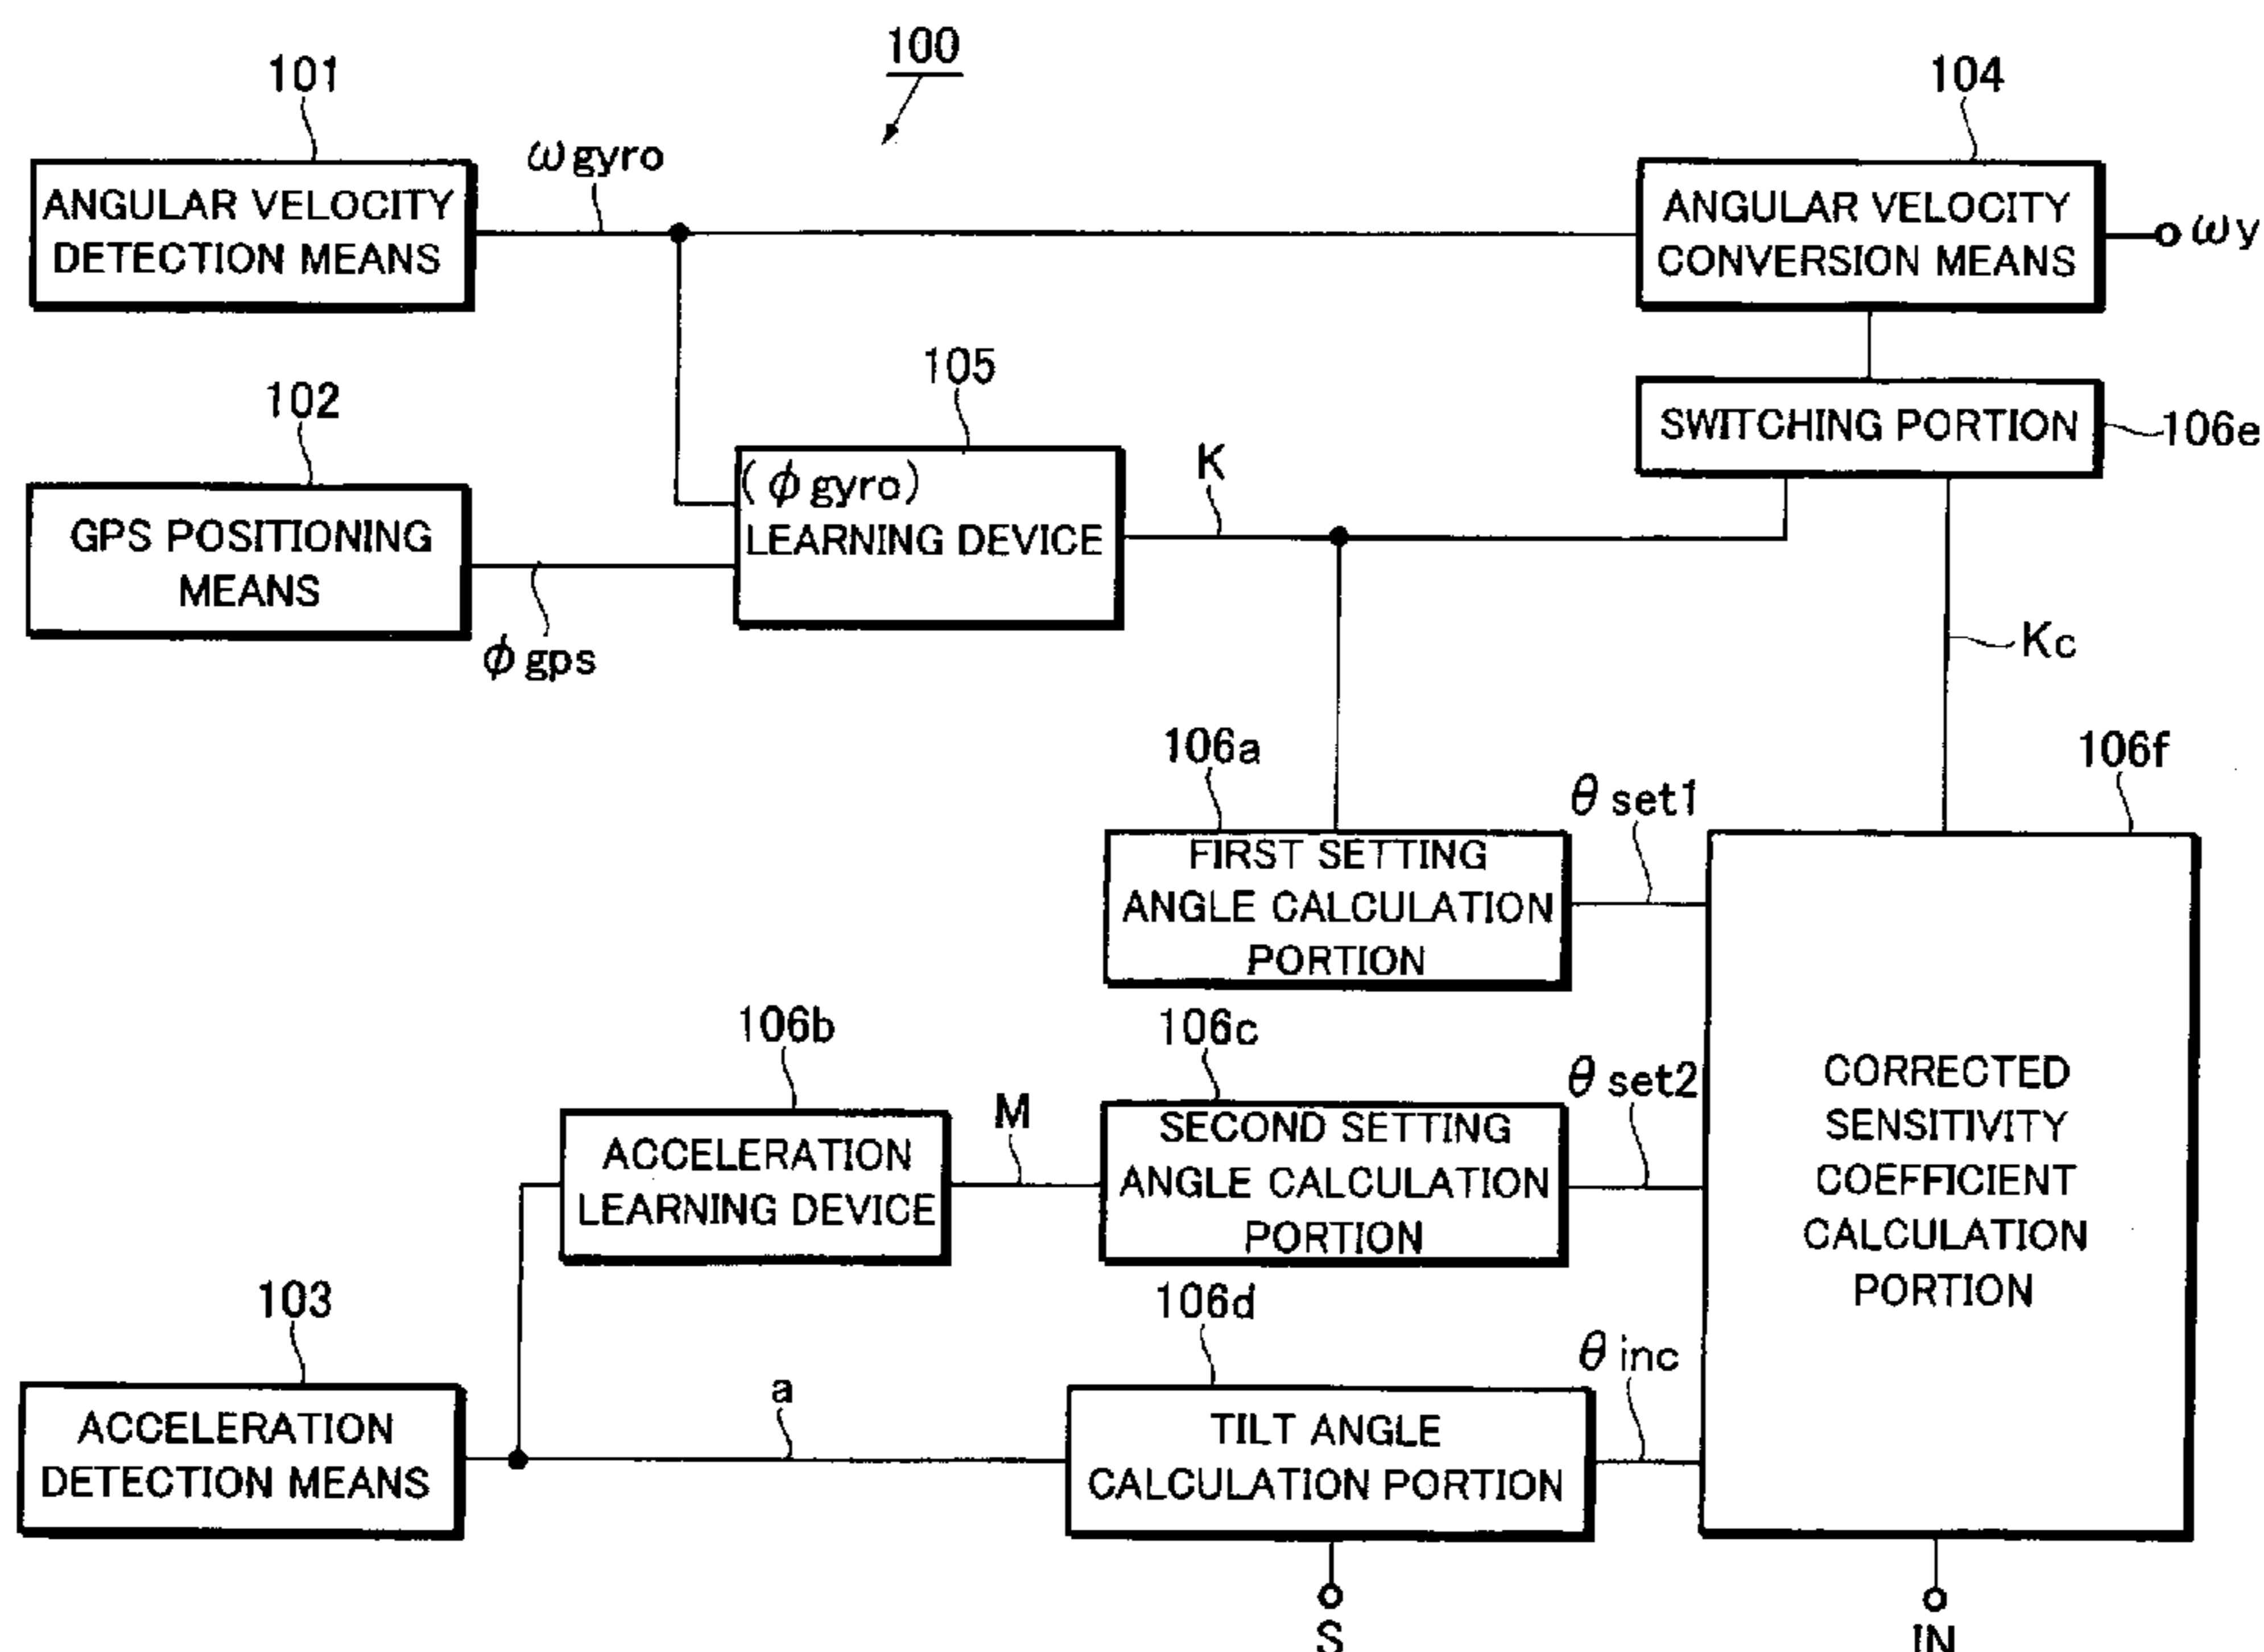 100
101
104
ωgyro
ANGULAR VELOCITY
DETECTION MEANS
ANGULAR VELOCITY
CONVERSION MEANS
ωy
105
102
SWITCHING PORTION
106e
(ϕgyro)
LEARNING DEVICE
K
GPS POSITIONING
MEANS
ϕgps
Kc
106a
106f
θset1
FIRST SETTING
ANGLE CALCULATION
PORTION
106b
106c
θset2
ACCELERATION
LEARNING DEVICE
M
SECOND SETTING
ANGLE CALCULATION
PORTION
CORRECTED
SENSITIVITY
COEFFICIENT
CALCULATION
PORTION
103
106d
θinc
a
ACCELERATION
DETECTION MEANS
TILT ANGLE
CALCULATION PORTION
S
IN